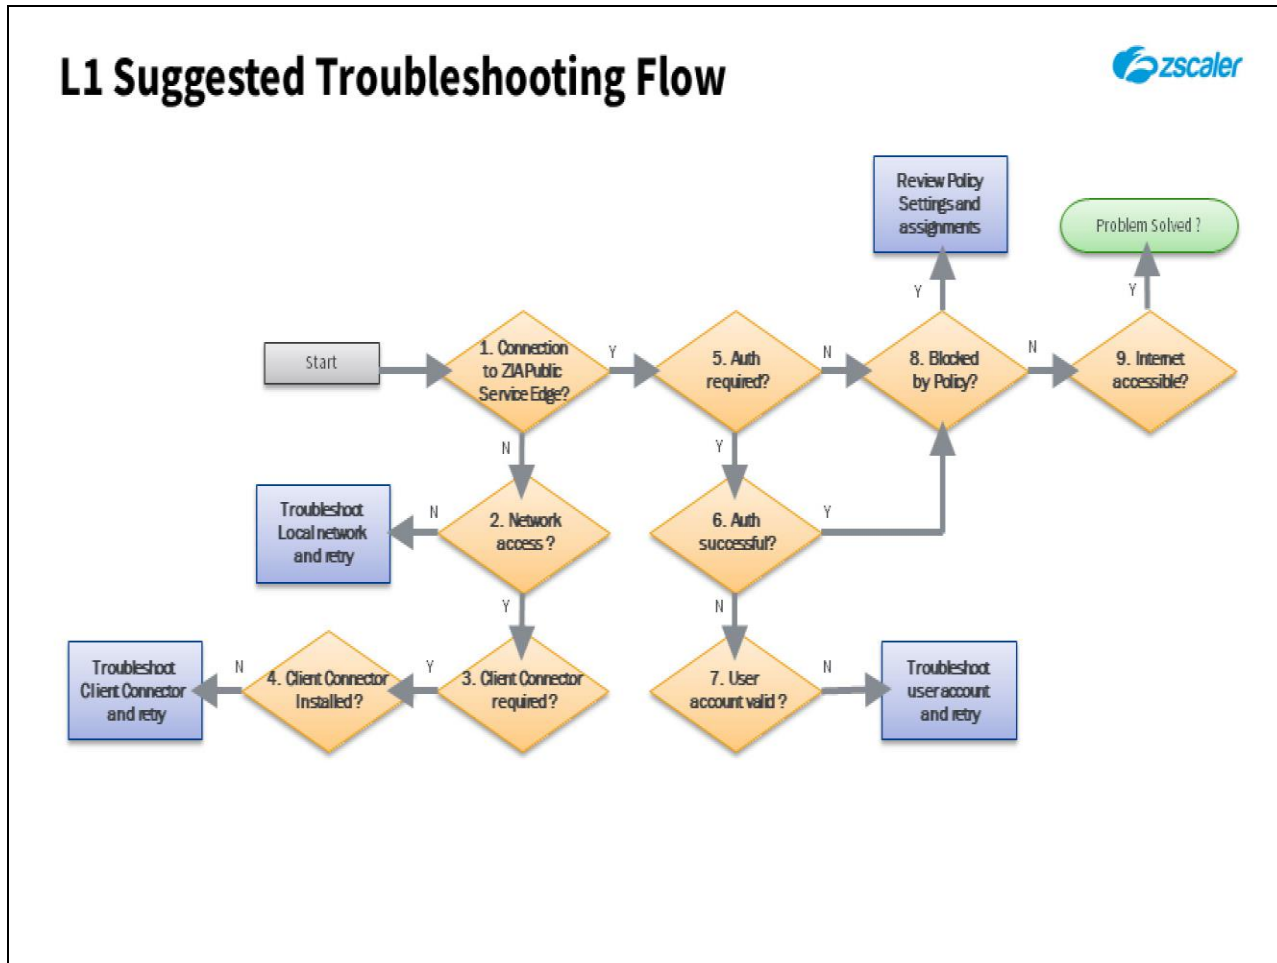 L1 Suggested Troubleshooting Flow
zscaler
Review Policy
Settings and
assignments
Problem Solved ?
Y
Y
Start
1. Connection
to ZIA Public
Service Edge?
Y
5. Auth
required?
N
8. Blocked
by Policy?
N
9. Internet
accessible?
N
Y
Troubleshoot
Local network
and retry
N
2. Network
access ?
6. Auth
successful?
Y
Y
N
Troubleshoot
Client Connector
and retry
N
4. Client Connector
Installed ?
Y
3. Client Connector
required ?
7. User
account valid ?
N
Troubleshoot
user account
and retry